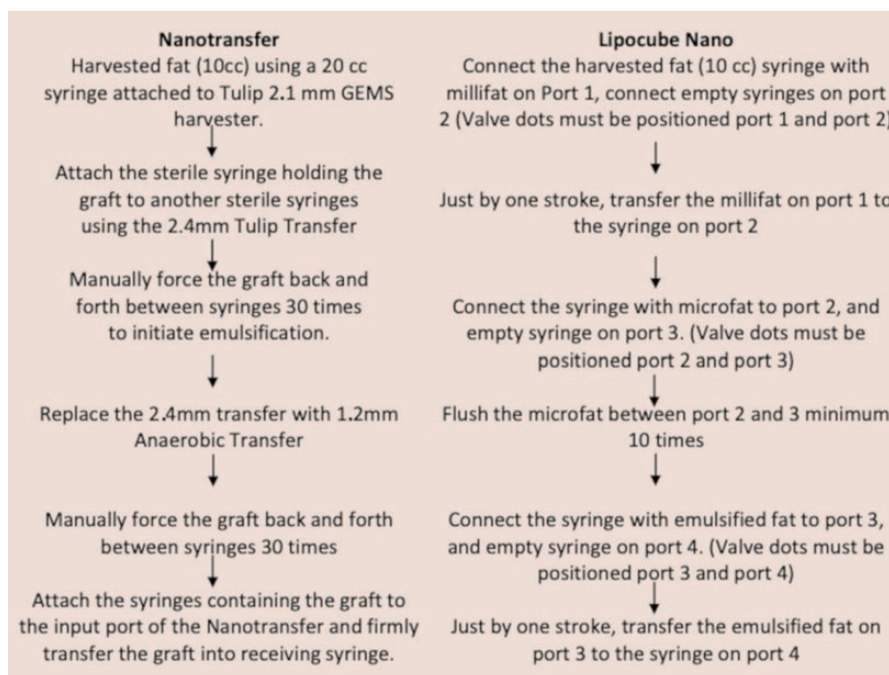 Nanotransfer
Harvested fat (10cc) using a 20 cc
syringe attached to Tulip 2.1 mm GEMS
harvester.
Attach the sterile syringe holding the
graft to another sterile syringes
using the 2.4mm Tulip Transfer
Manually force the graft back and
forth between syringes 30 times
to initiate emulsification.
Replace the 2.4mm transfer with 1.2mm
Anaerobic Transfer
Manually force the graft back and forth
between syringes 30 times
Attach the syringes containing the graft to
the input port of the Nanotransfer and firmly
transfer the graft into receiving syringe.
Lipocube Nano
Connect the harvested fat (10 cc) syringe with
millifat on Port 1, connect empty syringes on port
2 (Valve dots must be positioned port 1 and port 2)
Just by one stroke, transfer the millifat on port 1 to
the syringe on port 2
Connect the syringe with microfat to port 2, and
empty syringe on port 3. (Valve dots must be
positioned port 2 and port 3)
Flush the microfat between port 2 and 3 minimum
10 times
Connect the syringe with emulsified fat to port 3,
and empty syringe on port 4. (Valve dots must be
positioned port 3 and port 4)
Just by one stroke, transfer the emulsified fat on
port 3 to the syringe on port 4